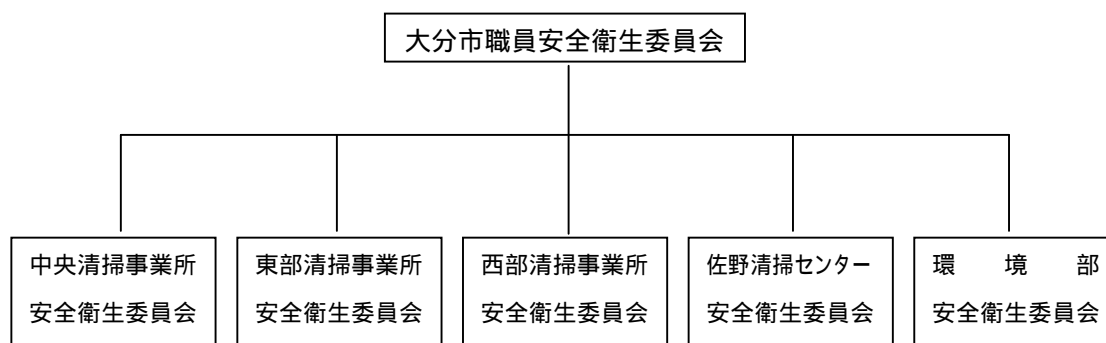 大分市職員安全衛生委員会
中央清掃事業所
安全衛生委員会
東部清掃事業所
安全衛生委員会
西部清掃事業所
安全衛生委員会
佐野清掃センター
安全衛生委員会
環　境　部
安全衛生委員会